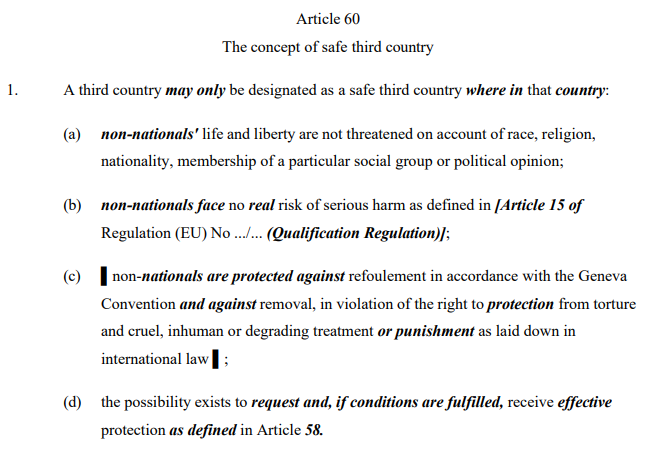 Article 60
The concept of safe third country
1. A third country may only be designated as a safe third country where in that country:
(a) non-nationals' life and liberty are not threatened on account of race, religion,
nationality, membership of a particular social group or political opinion;
(b) non-nationals face no real risk of serious harm as defined in [Article 15 of
Regulation (EU) No .../... (Qualification Regulation)];
(c) ▌non-nationals are protected against refoulement in accordance with the Geneva
Convention and against removal, in violation of the right to protection from torture
and cruel, inhuman or degrading treatment or punishment as laid down in
international law▌;
(d) the possibility exists to request and, if conditions are fulfilled, receive effective
protection as defined in Article 58.